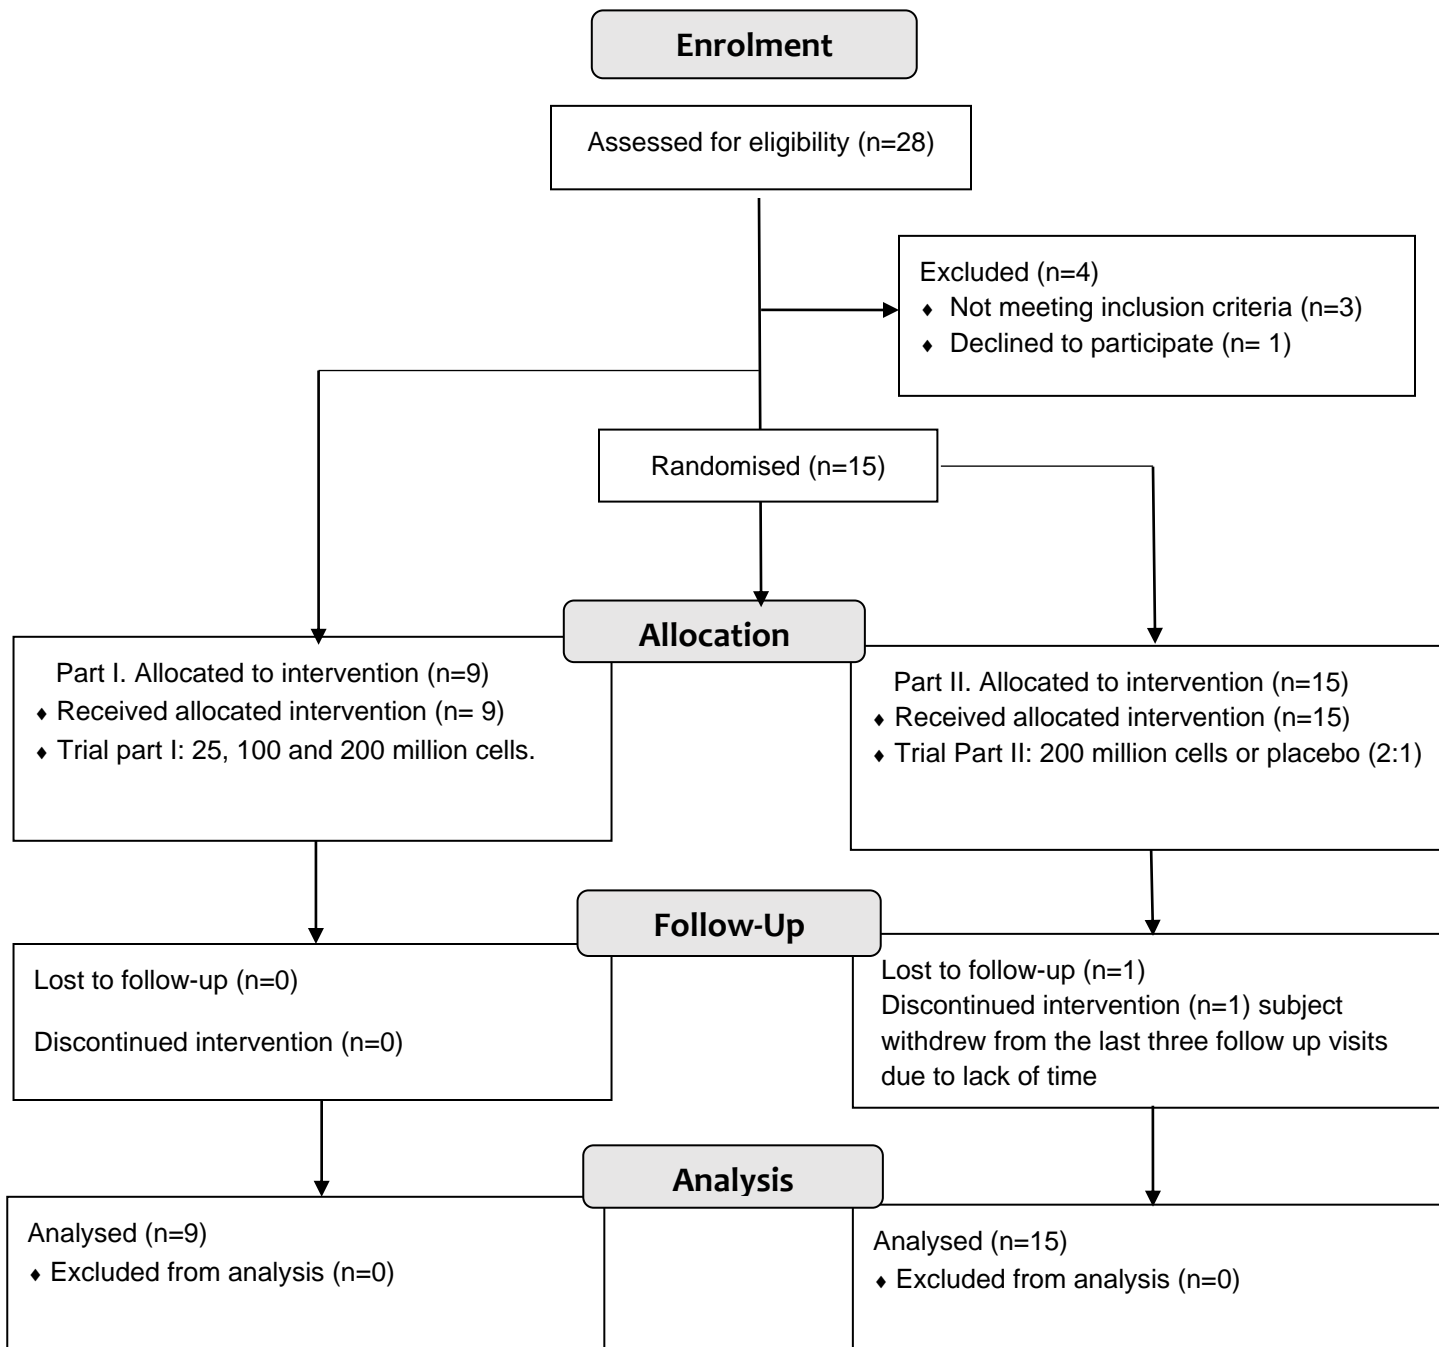 Enrolment
Assessed for eligibility (n=28)
Excluded (n=4)
♦ Not meeting inclusion criteria (n=3)
♦ Declined to participate (n= 1)
Randomised (n=15)
Allocation
Part I. Allocated to intervention (n=9)
♦ Received allocated intervention (n= 9)
♦ Trial part I: 25, 100 and 200 million cells.
Part II. Allocated to intervention (n=15)
♦ Received allocated intervention (n=15)
♦ Trial Part II: 200 million cells or placebo (2:1)
Follow-Up
Lost to follow-up (n=0)
Discontinued intervention (n=0)
Lost to follow-up (n=1)
Discontinued intervention (n=1) subject
withdrew from the last three follow up visits
due to lack of time
Analysis
Analysed (n=9)
♦ Excluded from analysis (n=0)
Analysed (n=15)
♦ Excluded from analysis (n=0)